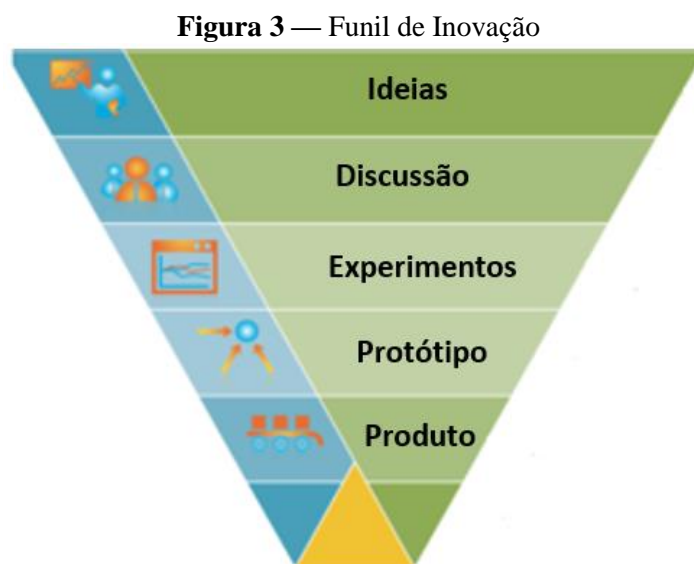 Figura 3 — Funil de Inovação
Ideias
Discussão
Experimentos
Protótipo
Produto